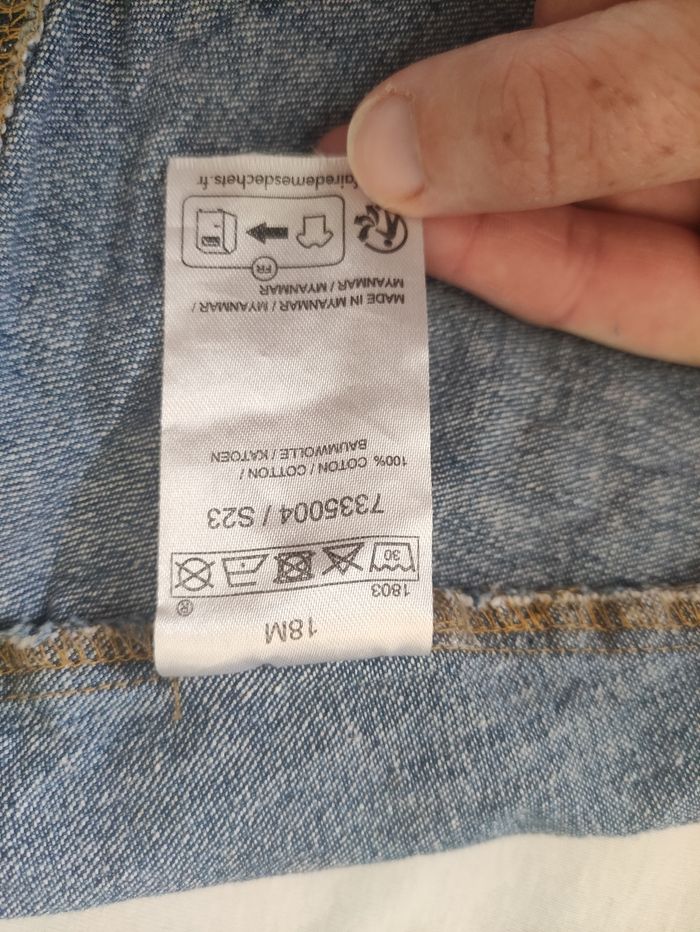 18M
®
1803
30
7335004 / S23
100% COTON / COTTON /
BAUMWOLLE / KATOEN
MADE IN MYANMAR / MYANMAR /
MYANMAR / MYANMAR
FR
fairedemesdechets.fr